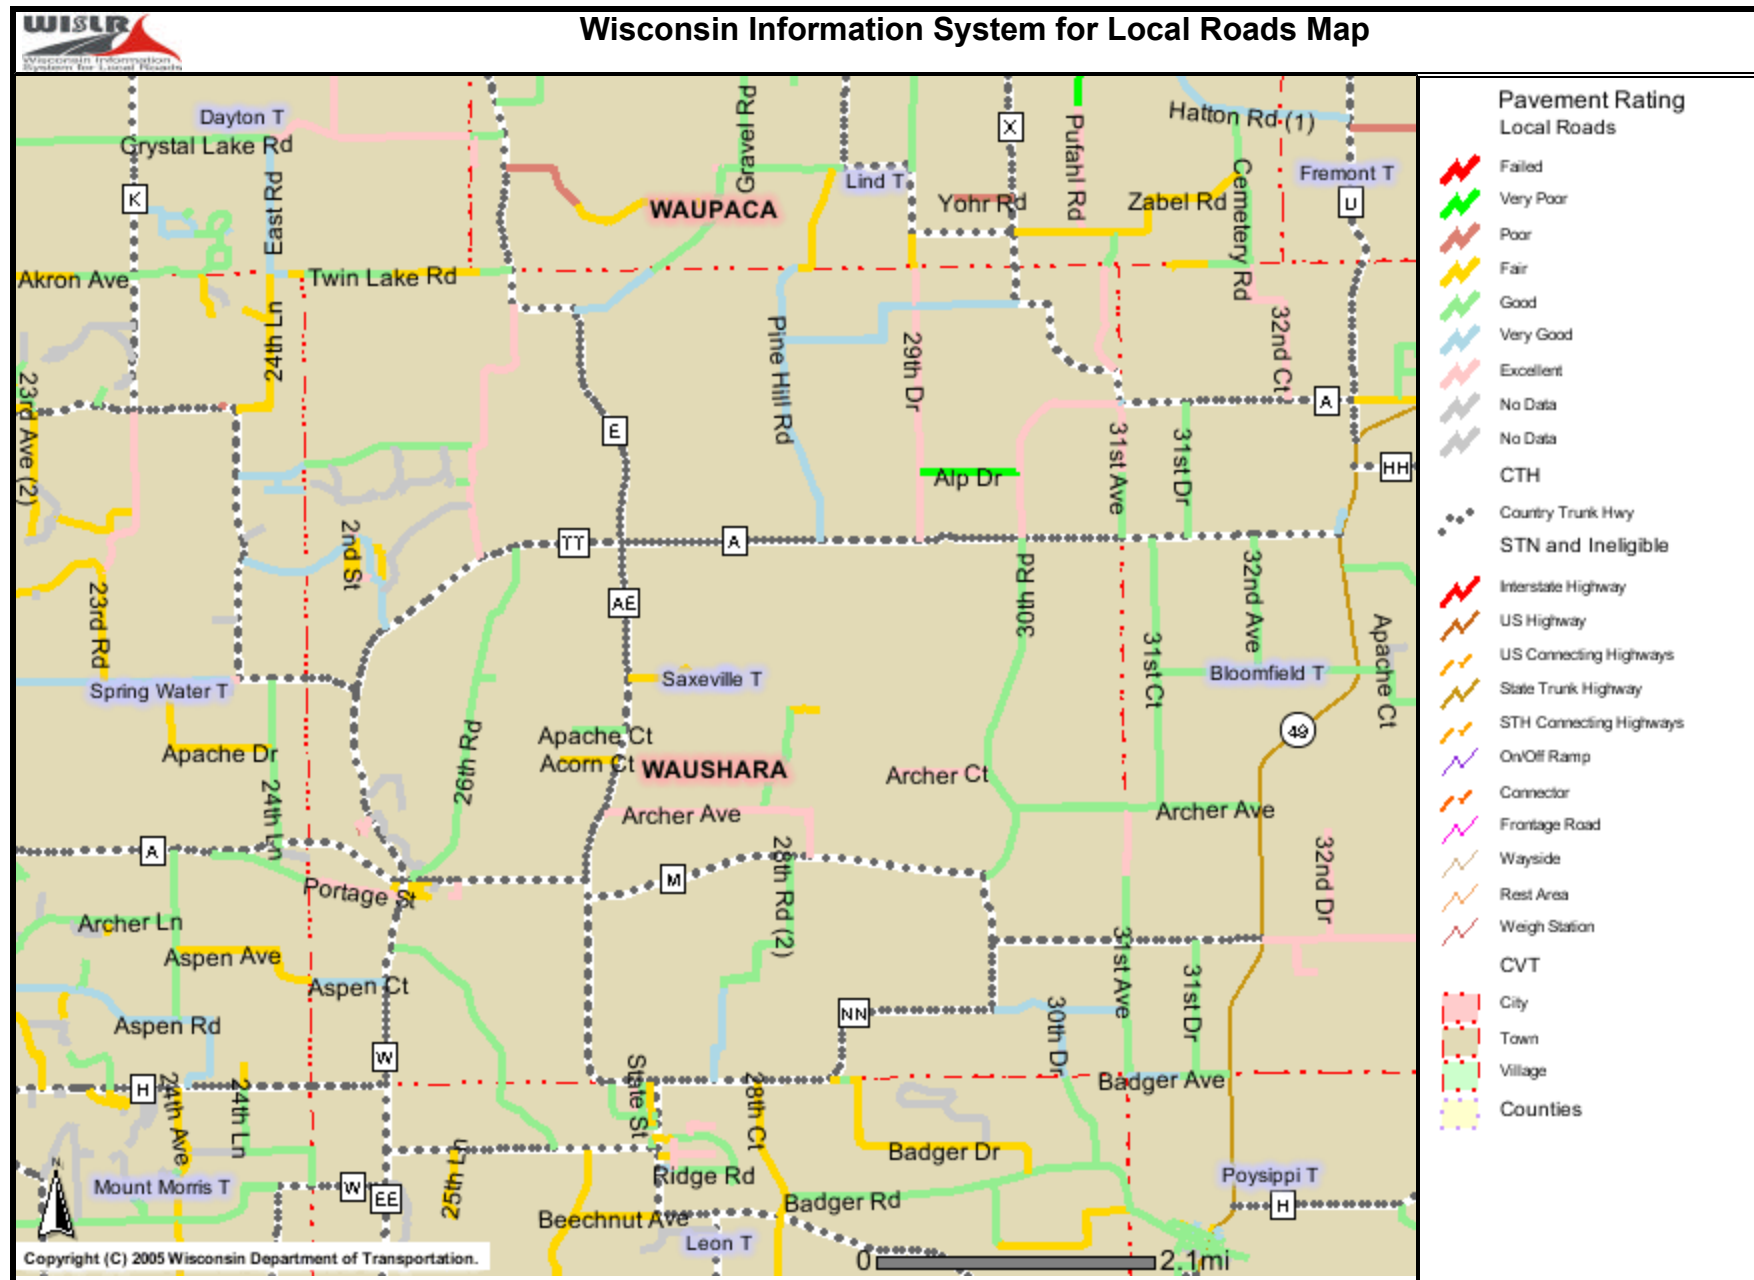 WISLR
Wisconsin Information
System for Local Roads
Wisconsin Information System for Local Roads Map
Dayton T
Crystal Lake Rd
K
East Rd
Akron Ave
Twin Lake Rd
24th Ln
23rd Ave (2)
Gravel Rd
WAUPACA
Lind T
X
Yohr Rd
Pufahl Rd
Hatton Rd (1)
Zabel Rd
Cemetery Rd
Fremont T
U
Pine Hill Rd
29th Dr
32nd Ct
A
E
Alp Dr
31st Ave
31st Dr
HH
2nd St
TT
A
AE
30th Rd
32nd Ave
23rd Rd
31st Ct
Apache Ct
Spring Water T
Saxeville T
Bloomfield T
49
Apache Dr
26th Rd
Apache Ct
Acorn Ct
WAUSHARA
Archer Ct
24th Ln
Archer Ave
Archer Ave
A
M
28th Rd (2)
32nd Dr
Portage St
Archer Ln
Aspen Ave
Aspen Ct
31st Ave
31st Dr
Aspen Rd
NN
30th Dr
W
H
24th Ave
24th Ln
State St
28th Ct
Badger Ave
25th Ln
Badger Dr
Mount Morris T
W
EE
Ridge Rd
Badger Rd
Poysippi T
H
Beechnut Ave
Leon T
N
Copyright (C) 2005 Wisconsin Department of Transportation.
0
2.1mi
Pavement Rating
Local Roads
Failed
Very Poor
Poor
Fair
Good
Very Good
Excellent
No Data
No Data
CTH
Country Trunk Hwy
STN and Ineligible
Interstate Highway
US Highway
US Connecting Highways
State Trunk Highway
STH Connecting Highways
On/Off Ramp
Connector
Frontage Road
Wayside
Rest Area
Weigh Station
CVT
City
Town
Village
Counties